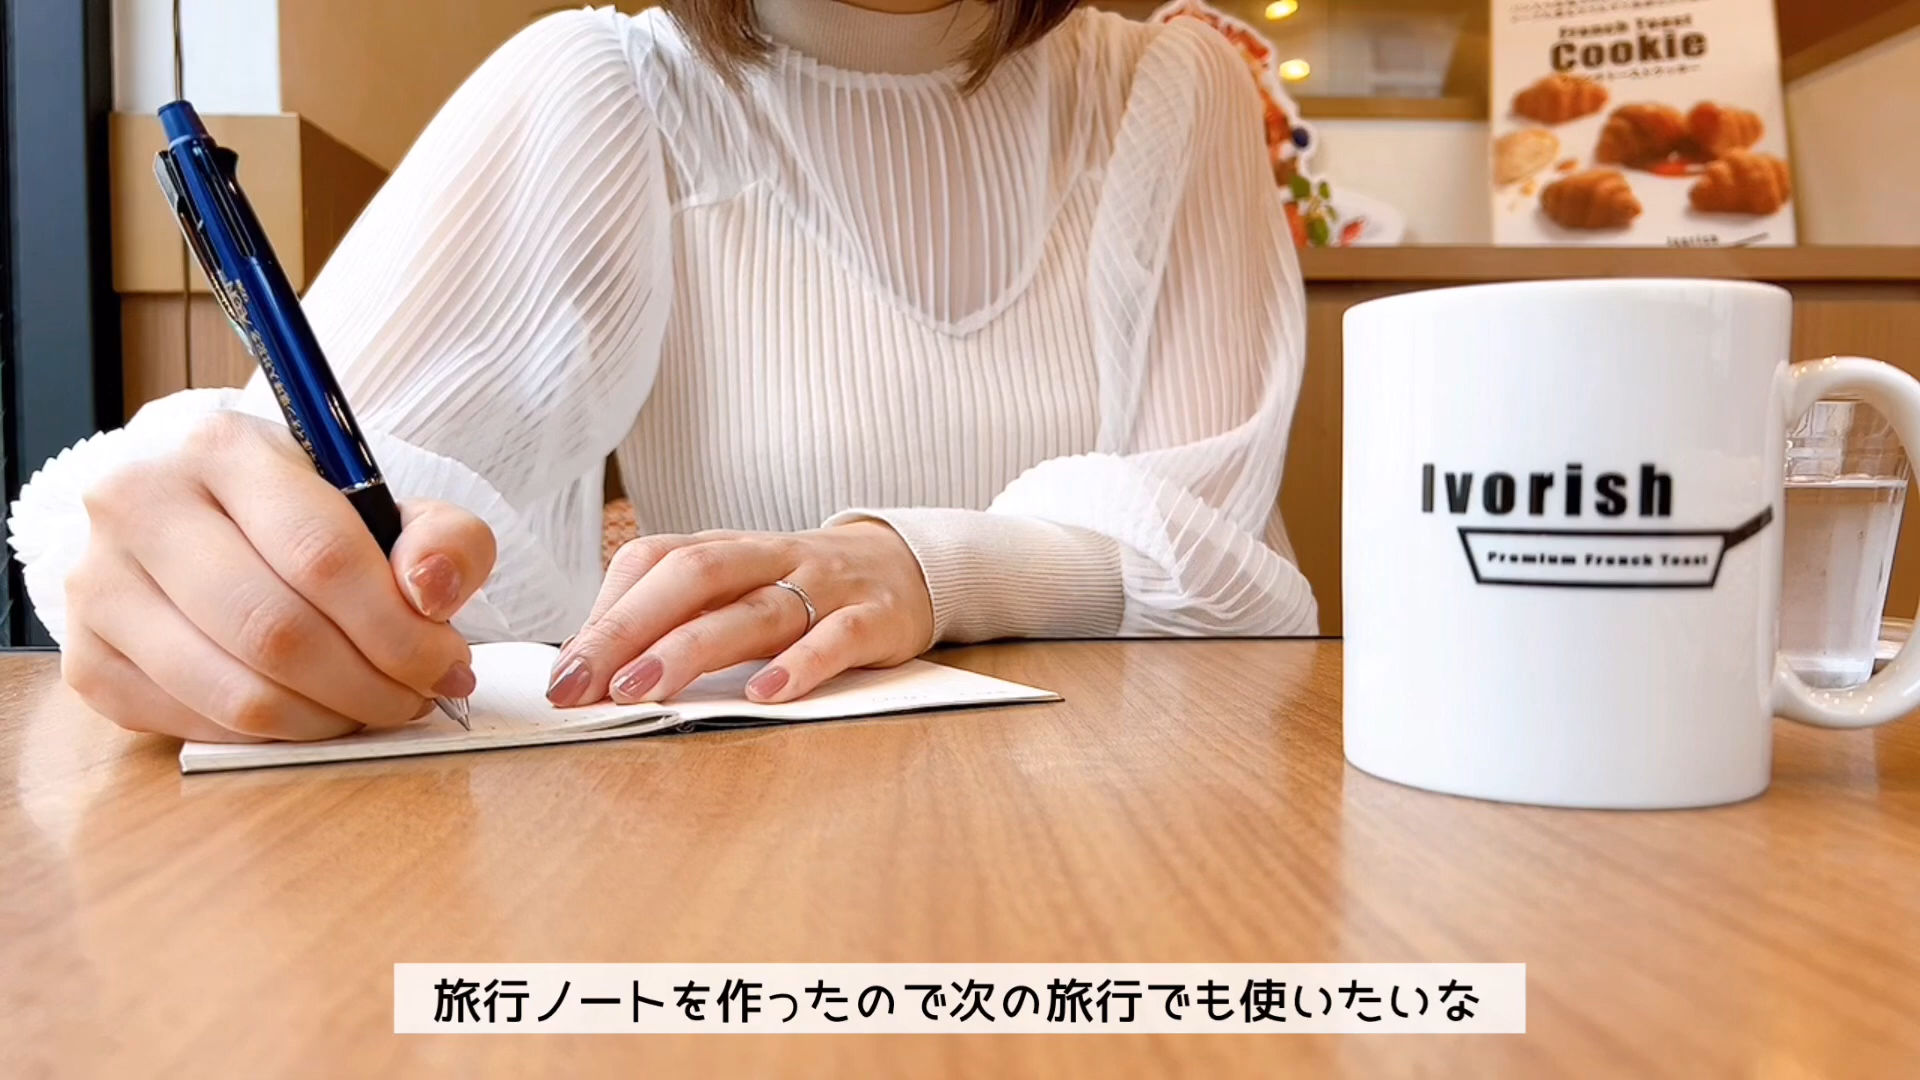 French Toast
Cookie
Ivorish
Ivorish
Premium French Toast
旅行ノートを作ったので次の旅行でも使いたいな